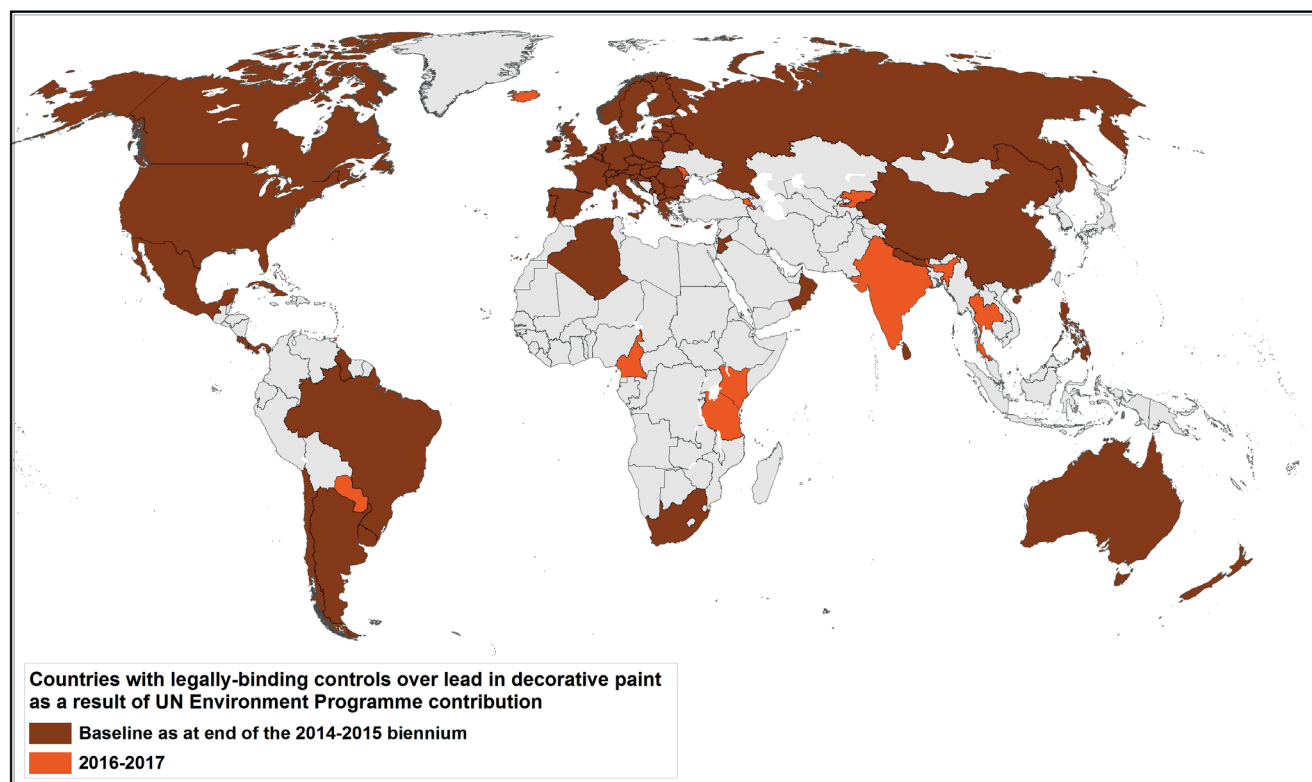 Countries with legally-binding controls over lead in decorative paint
as a result of UN Environment Programme contribution
Baseline as at end of the 2014-2015 biennium
2016-2017